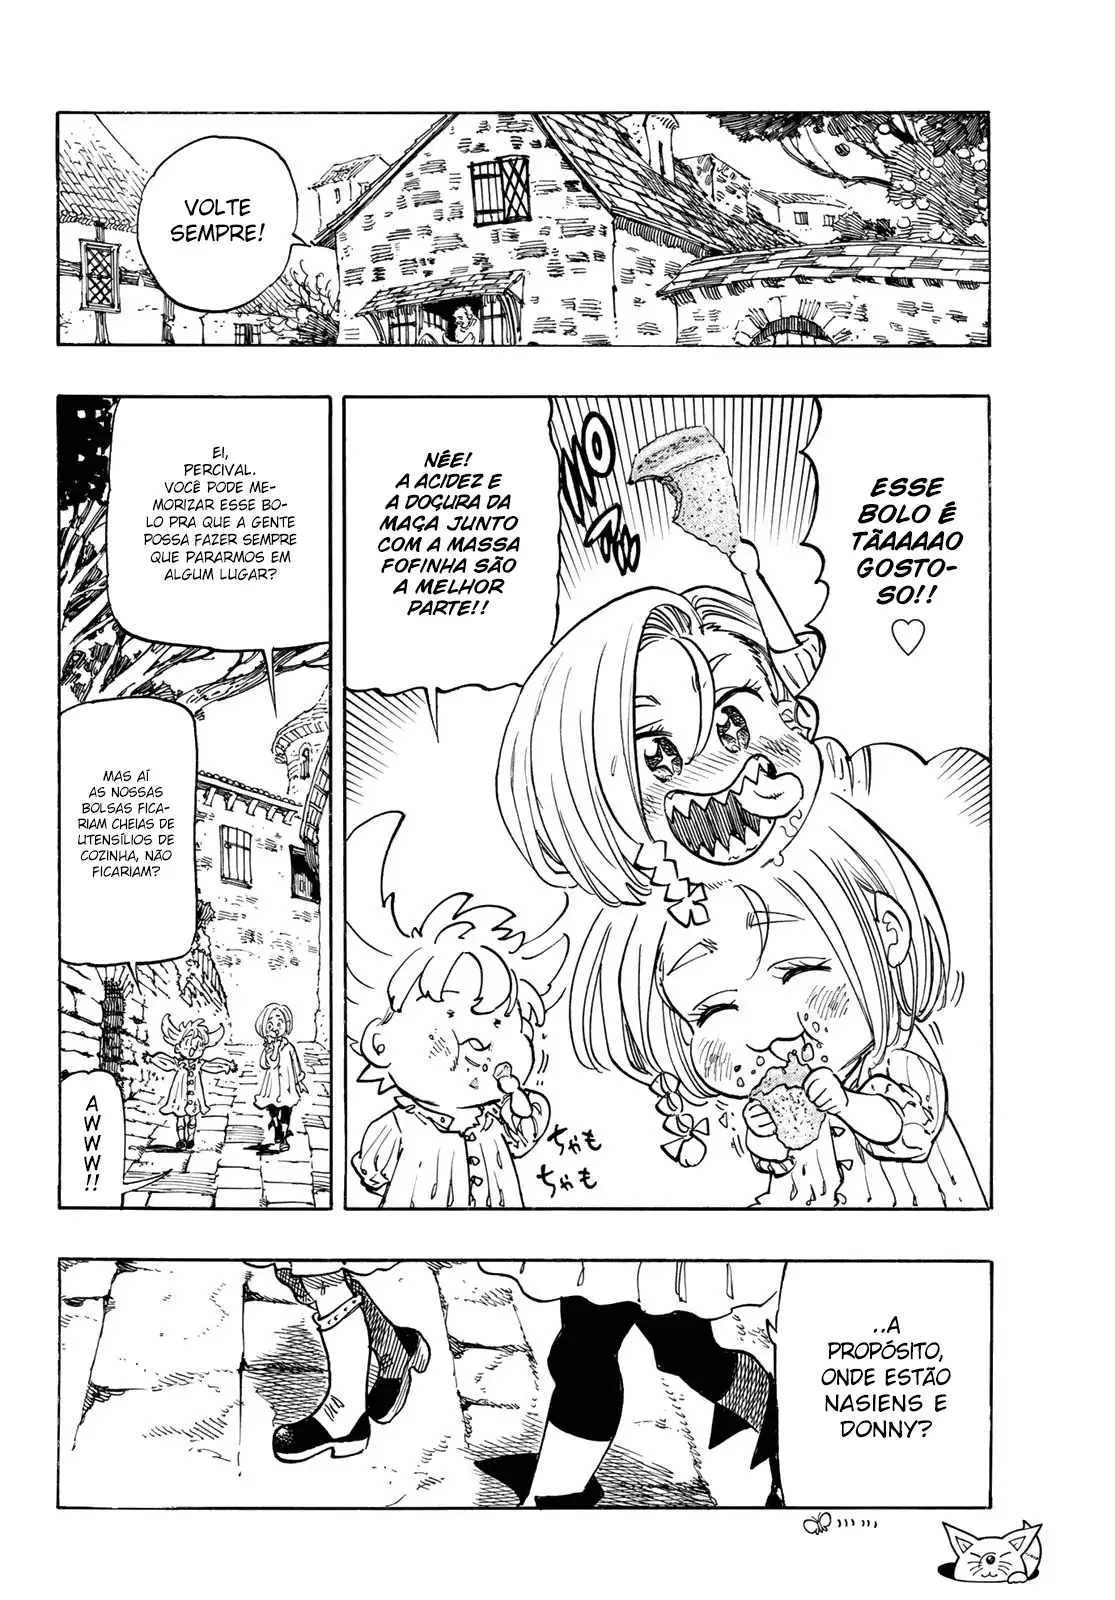 VOLTE
SEMPRE!
ESSE
BOLO É
TÃAAAAO
GOSTO-
SO!!
♡
NÉE!
A ACIDEZ E
A DOÇURA DA
MAÇA JUNTO
COM A MASSA
FOFINHA SÃO
A MELHOR
PARTE!!
ちゃも
ちゃも
EI,
PERCIVAL.
VOCÊ PODE ME-
MORIZAR ESSE BO-
LO PRA QUE A GENTE
POSSA FAZER SEMPRE
QUE PARARMOS EM
ALGUM LUGAR?
MAS AÍ
AS NOSSAS
BOLSAS FICA-
RIAM CHEIAS DE
UTENSÍLIOS DE
COZINHA, NÃO
FICARIAM?
AWWW!!
..A
PROPÓSITO,
ONDE ESTÃO
NASIENS E
DONNY?